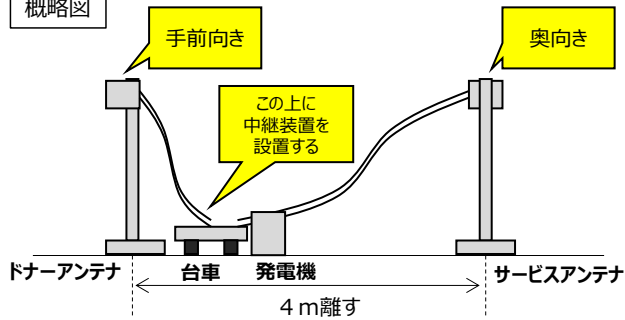 概略図
手前向き
奥向き
この上に
中継装置を
設置する
ドナーアンテナ
台車
発電機
サービスアンテナ
４ｍ離す